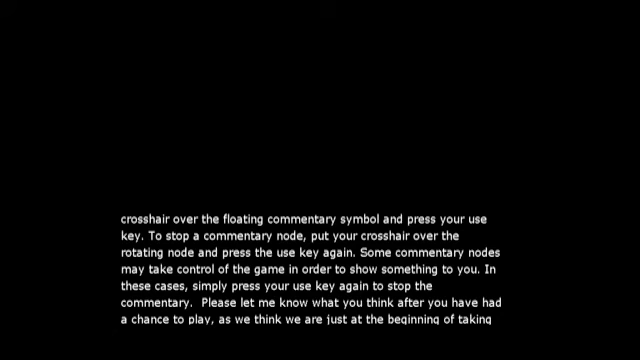 crosshair over the floating commentary symbol and press your use
key. To stop a commentary node, put your crosshair over the
rotating node and press the use key again. Some commentary nodes
may take control of the game in order to show something to you. In
these cases, simply press your use key again to stop the
commentary.  Please let me know what you think after you have had
a chance to play, as we think we are just at the beginning of taking